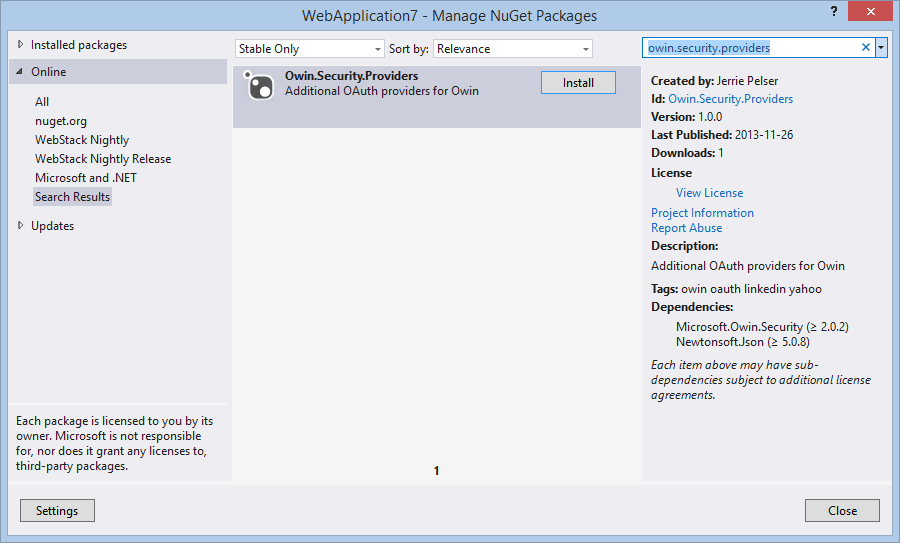 WebApplication7 - Manage NuGet Packages
?
Installed packages
Online
All
nuget.org
WebStack Nightly
WebStack Nightly Release
Microsoft and .NET
Search Results
Updates
Each package is licensed to you by its
owner. Microsoft is not responsible
for, nor does it grant any licenses to,
third-party packages.
Stable Only
Sort by:
Relevance
Owin.Security.Providers
Additional OAuth providers for Owin
Install
1
owin.security.providers
Created by: Jerrie Pelser
Id: Owin.Security.Providers
Version: 1.0.0
Last Published: 2013-11-26
Downloads: 1
License
View License
Project Information
Report Abuse
Description:
Additional OAuth providers for Owin
Tags: owin oauth linkedin yahoo
Dependencies:
Microsoft.Owin.Security (≥ 2.0.2)
Newtonsoft.Json (≥ 5.0.8)
Each item above may have sub-
dependencies subject to additional license
agreements.
Settings
Close